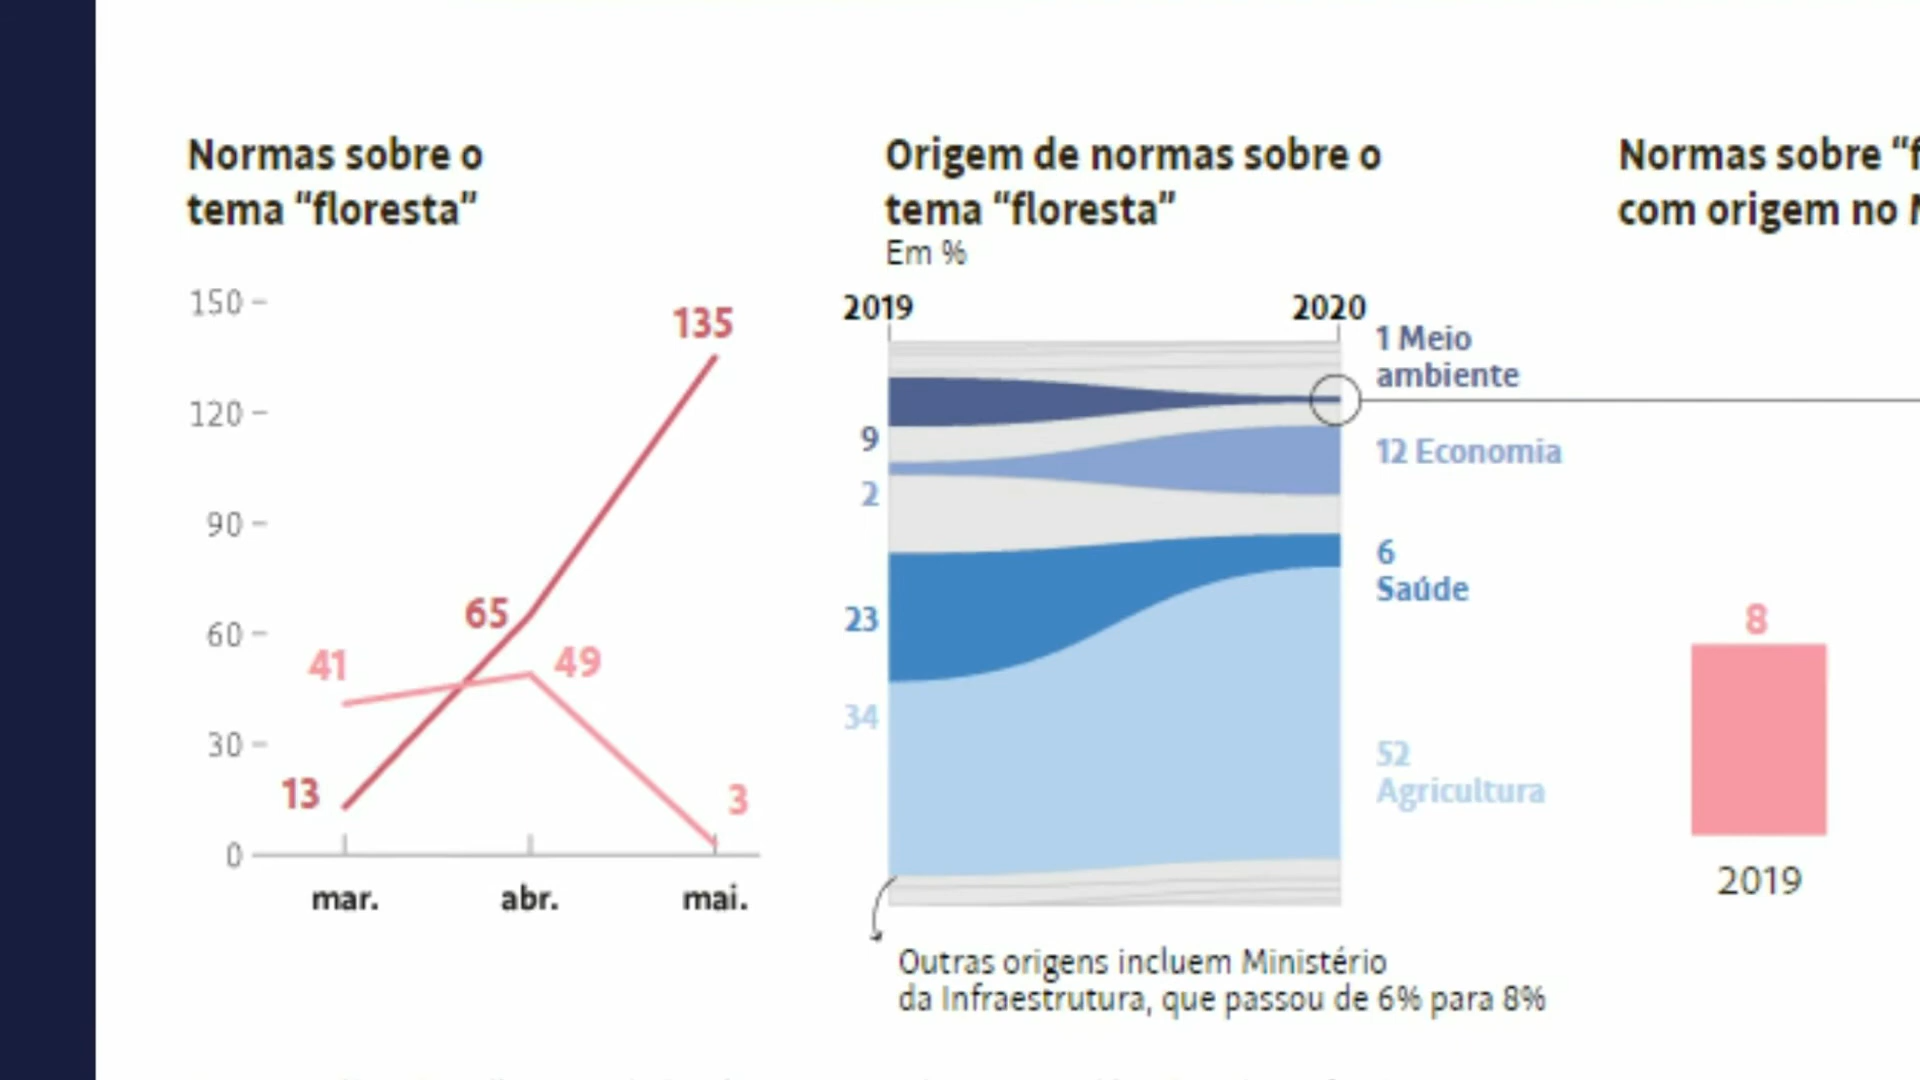 Normas sobre o
tema “floresta”
150
120
90
60
30
0
135
65
41
49
13
3
mar.
abr.
mai.
Origem de normas sobre o
tema “floresta”
Em %
2019
2020
9
2
23
34
1 Meio
ambiente
12 Economia
6
Saúde
52
Agricultura
Outras origens incluem Ministério
da Infraestrutura, que passou de 6% para 8%
Normas sobre “f
com origem no
8
2019